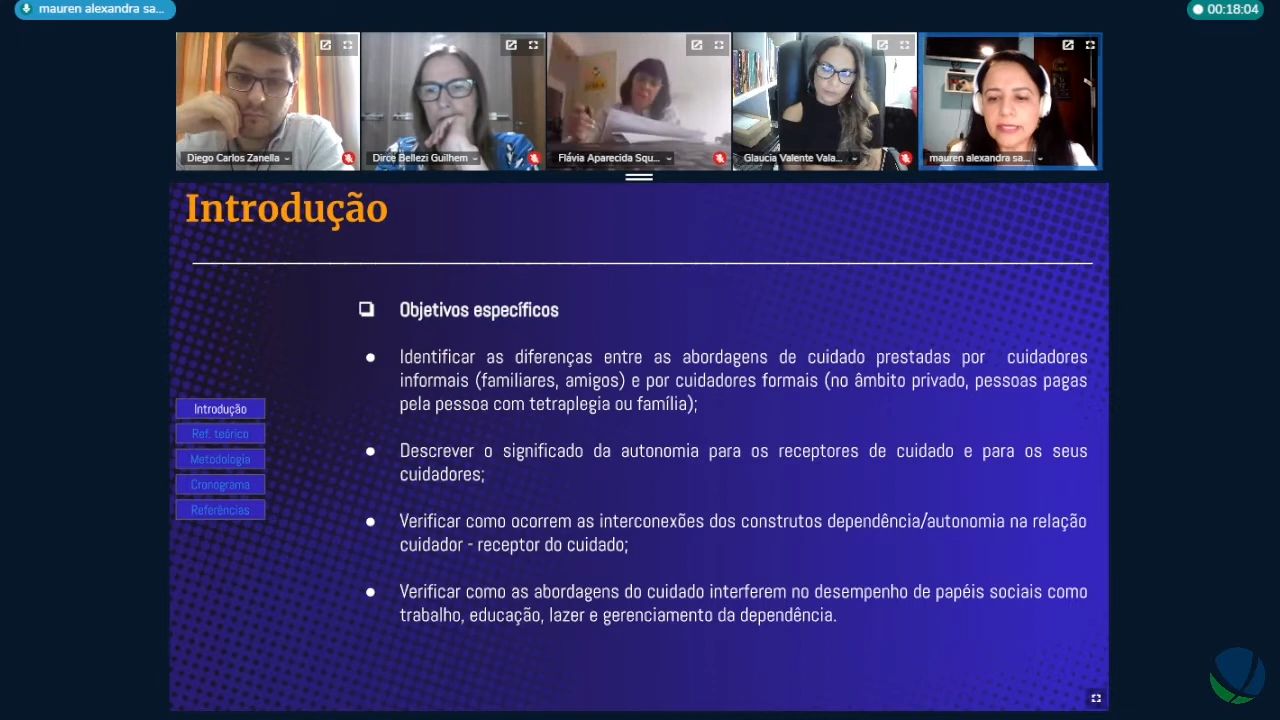 mauren alexandra sa...
00:18:04
Diego Carlos Zanella
Dirce Bellezi Guilhem
Flávia Aparecida Squ...
Glaucia Valente Vala...
mauren alexandra sa...
Introdução
Objetivos específicos
Identificar as diferenças entre as abordagens de cuidado prestadas por cuidadores
informais (familiares, amigos) e por cuidadores formais (no âmbito privado, pessoas pagas
pela pessoa com tetraplegia ou família);
Descrever o significado da autonomia para os receptores de cuidado e para os seus
cuidadores;
Verificar como ocorrem as interconexões dos construtos dependência/autonomia na relação
cuidador - receptor do cuidado;
Verificar como as abordagens do cuidado interferem no desempenho de papéis sociais como
trabalho, educação, lazer e gerenciamento da dependência.
Introdução
Ref. teórico
Metodologia
Cronograma
Referências